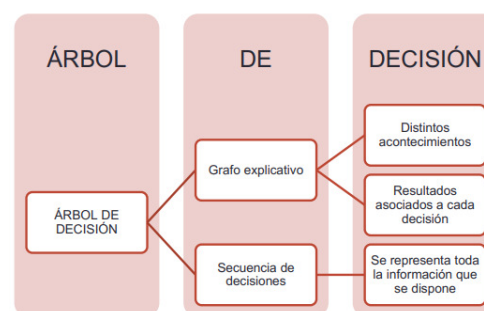 ÁRBOL
DE
DECISIÓN
ÁRBOL DE
DECISIÓN
Grafo explicativo
Secuencia de
decisiones
Distintos
acontecimientos
Resultados
asociados a cada
decisión
Se representa toda
la información que
se dispone